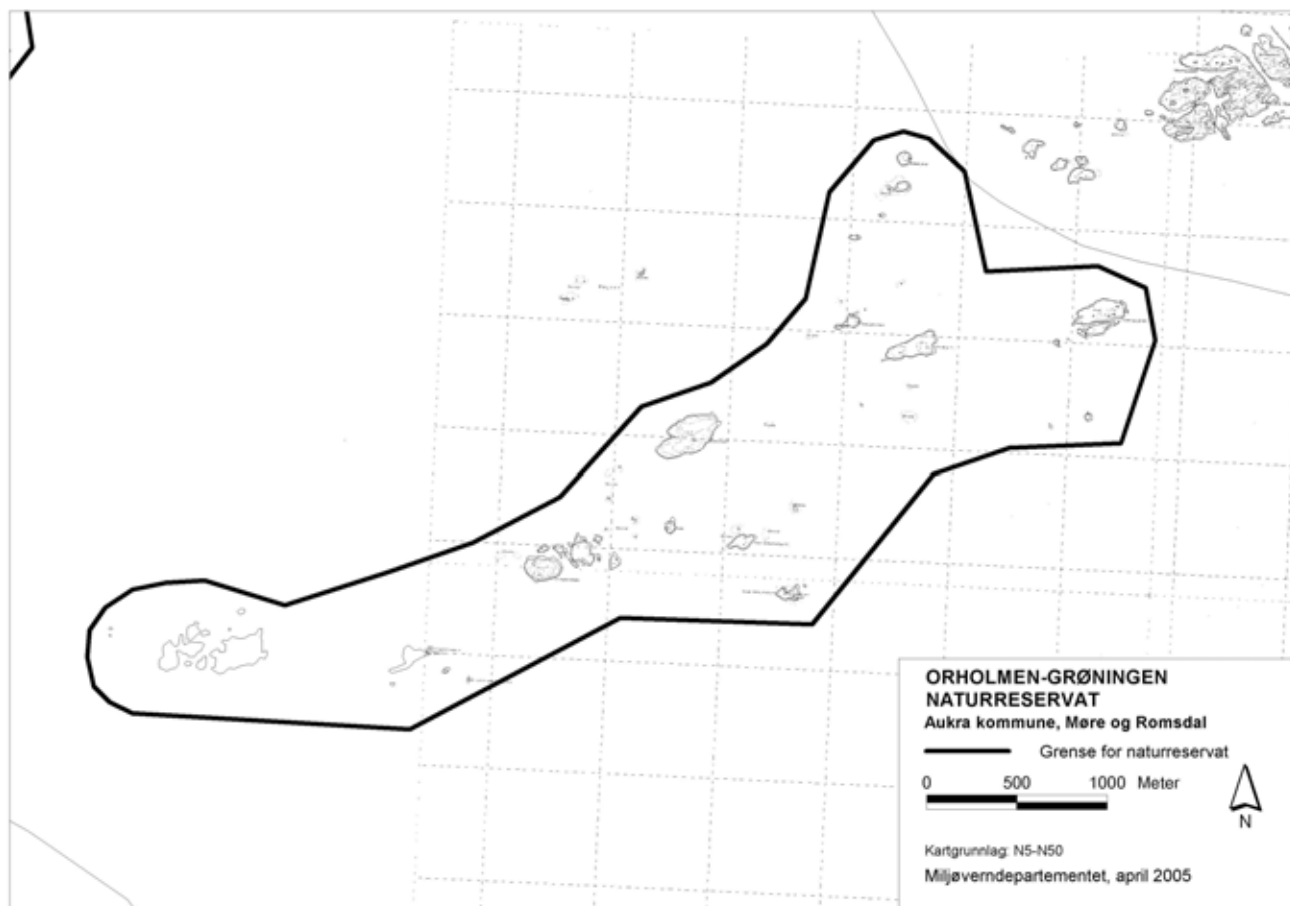 ORHOLMEN-GRØNINGEN
NATURRESERVAT
Aukra kommune, Møre og Romsdal
Grense for naturreservat
0 500 1000 Meter
N
Kartgrunnlag: N5-N50
Miljøverndepartementet, april 2005